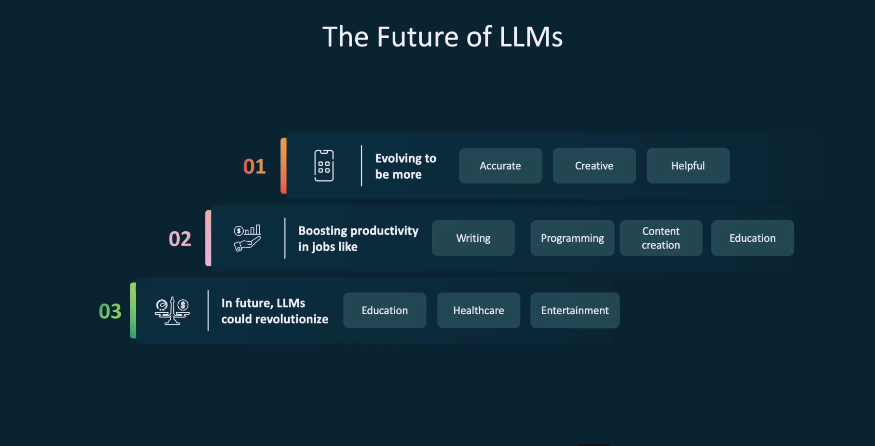 The Future of LLMs
01
Evolving to
be more
Accurate
Creative
Helpful
02
Boosting productivity
in jobs like
Writing
Programming
Content
creation
Education
03
In future, LLMs
could revolutionize
Education
Healthcare
Entertainment